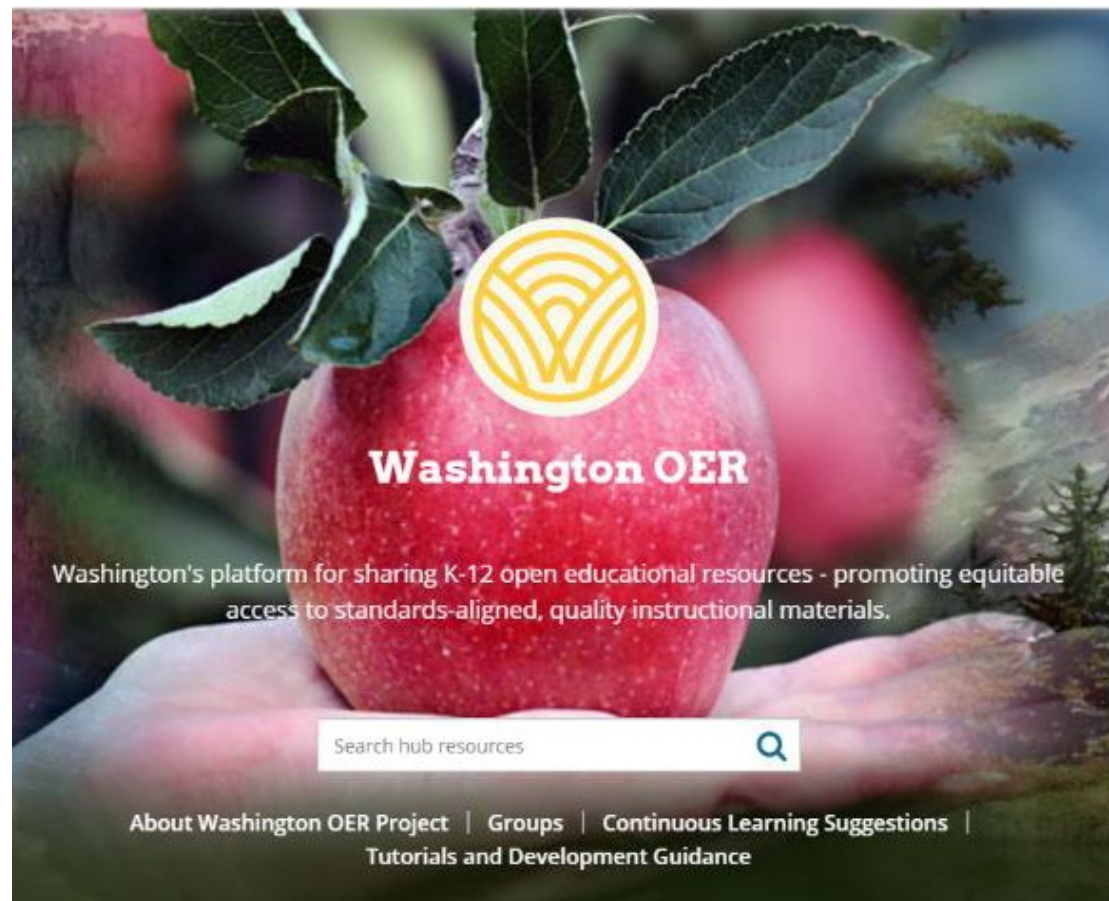 Washington OER
Washington's platform for sharing K-12 open educational resources - promoting equitable
access to standards-aligned, quality instructional materials.
Search hub resources
About Washington OER Project | Groups | Continuous Learning Suggestions |
Tutorials and Development Guidance